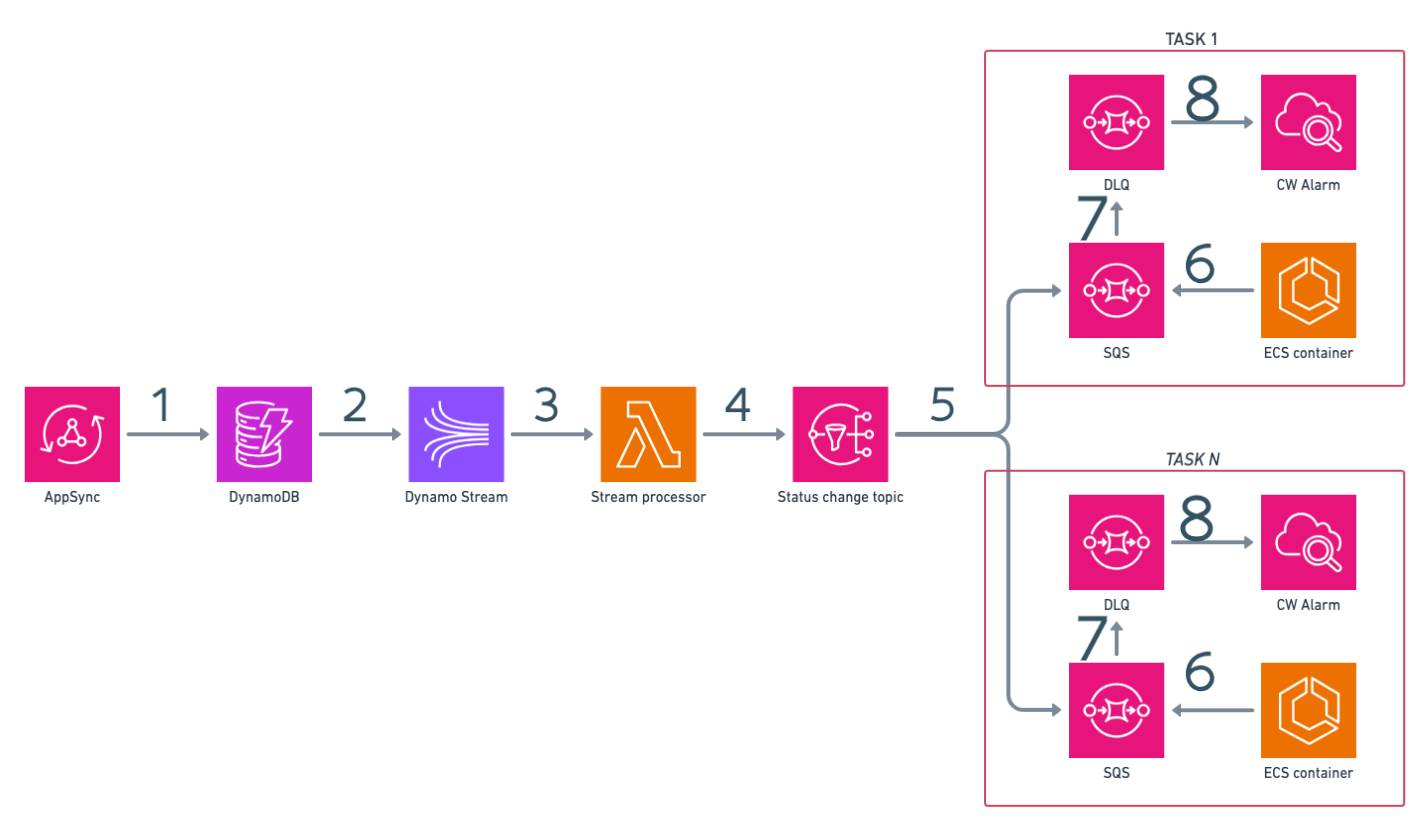 TASK 1
8
DLQ
CW Alarm
7
6
SQS
ECS container
1
2
3
4
5
AppSync
DynamoDB
Dynamo Stream
Stream processor
Status change topic
TASK N
8
DLQ
CW Alarm
7
6
SQS
ECS container